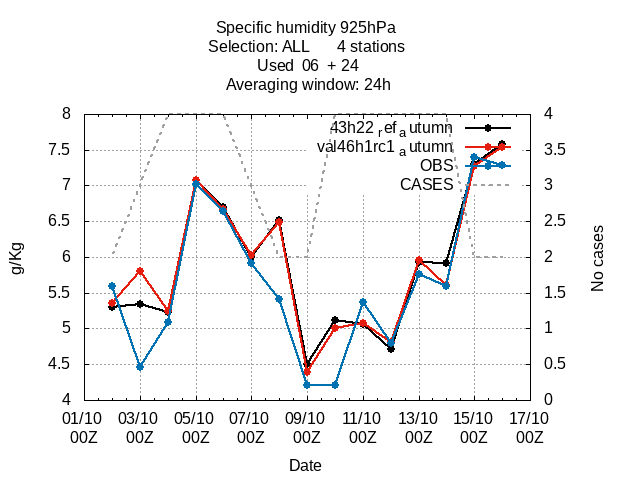 Specific humidity 925hPa
Selection: ALL 4 stations
Used 06 + 24
Averaging window: 24h
43h22ref_autumn
val46h1rc1_autumn
OBS
CASES
8
7.5
7
6.5
6
5.5
5
4.5
4
4
3.5
3
2.5
2
1.5
1
0.5
0
g/Kg
No cases
01/10 03/10 05/10 07/10 09/10 11/10 13/10 15/10 17/10
00Z 00Z 00Z 00Z 00Z 00Z 00Z 00Z 00Z
Date